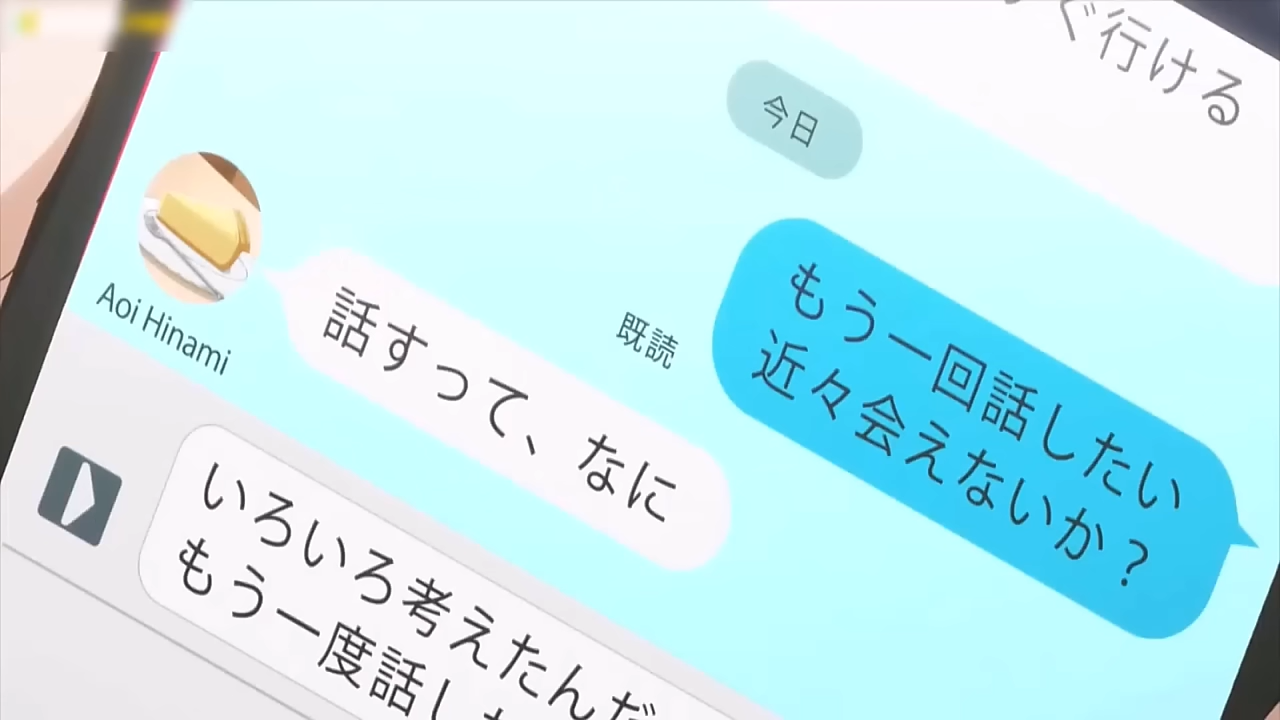 ぐ行ける
今日
もう一回話したい
近々会えないか？
既読
Aoi Hinami
話すって、なに
いろいろ考えたんだ
もう一度話し